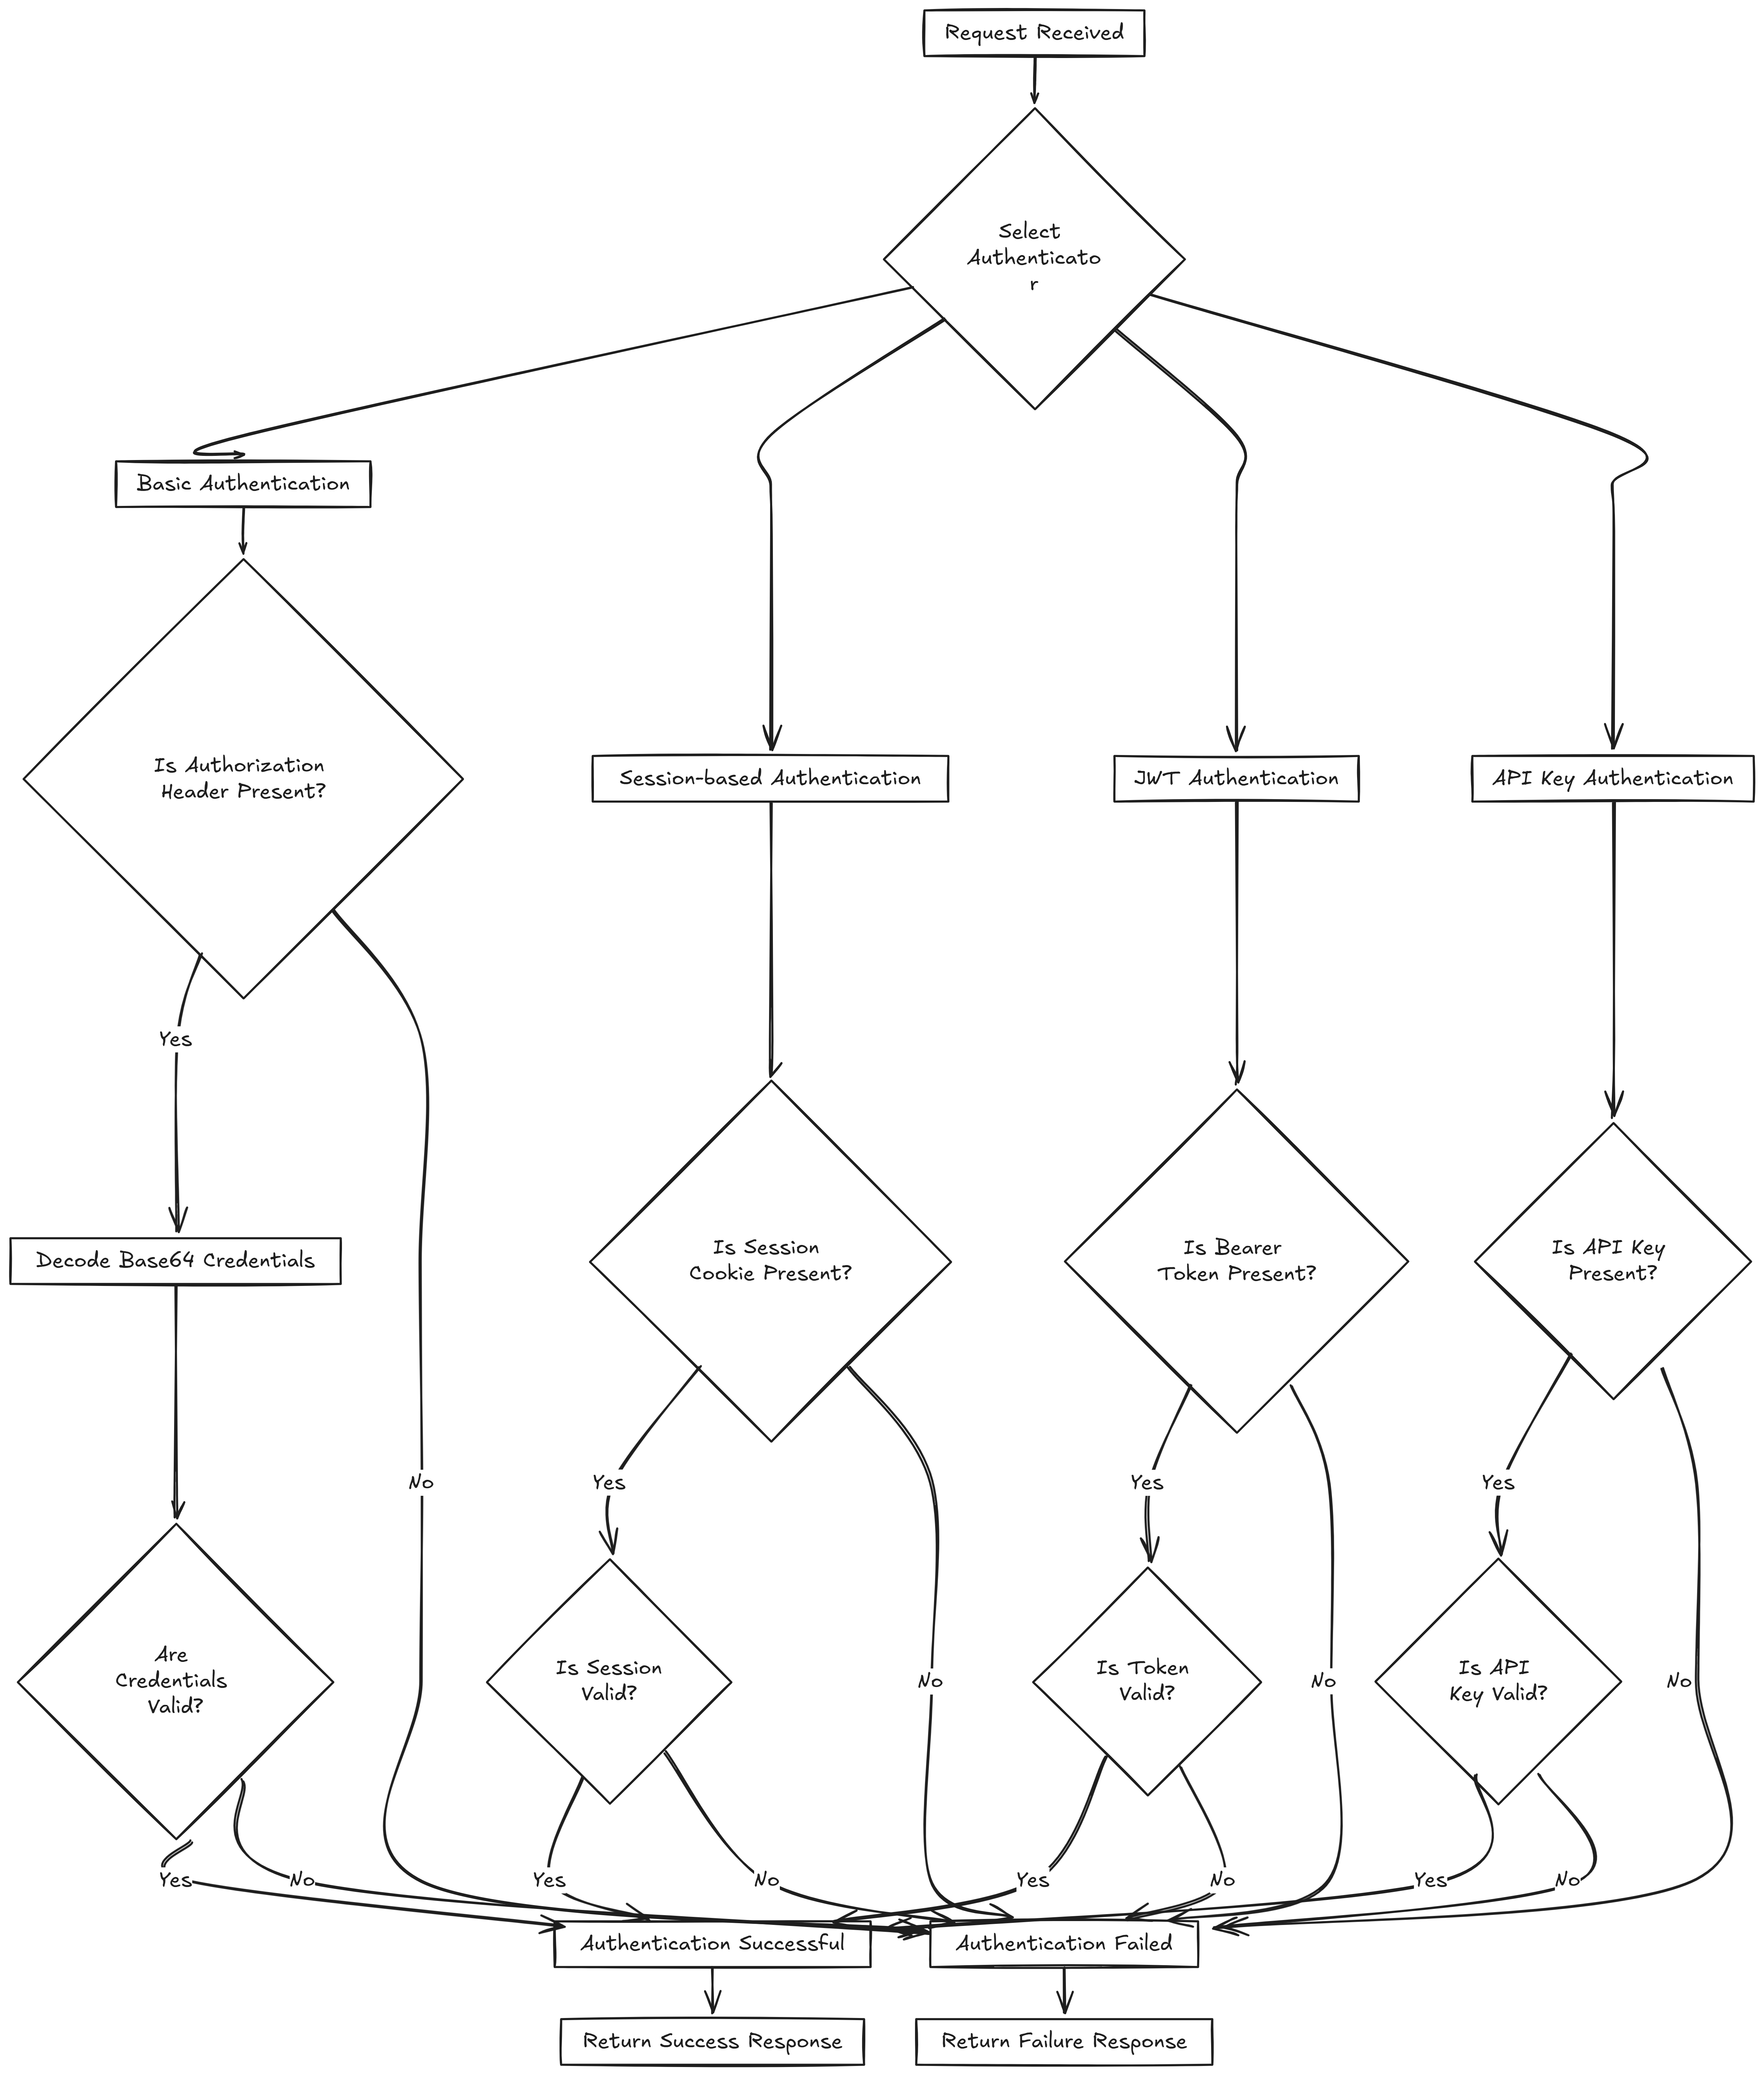 Request Received
Select
Authenticato
r
Basic Authentication
Is Authorization
Header Present?
Session-based Authentication
JWT Authentication
API Key Authentication
Yes
Decode Base64 Credentials
Is Session
Cookie Present?
Is Bearer
Token Present?
Is API Key
Present?
No
Yes
Yes
Yes
Are
Credentials
Valid?
Is Session
Valid?
No
Is Token
Valid?
No
Is API
Key Valid?
No
Yes
No
Yes
No
Yes
No
Yes
No
Authentication Successful
Authentication Failed
Return Success Response
Return Failure Response